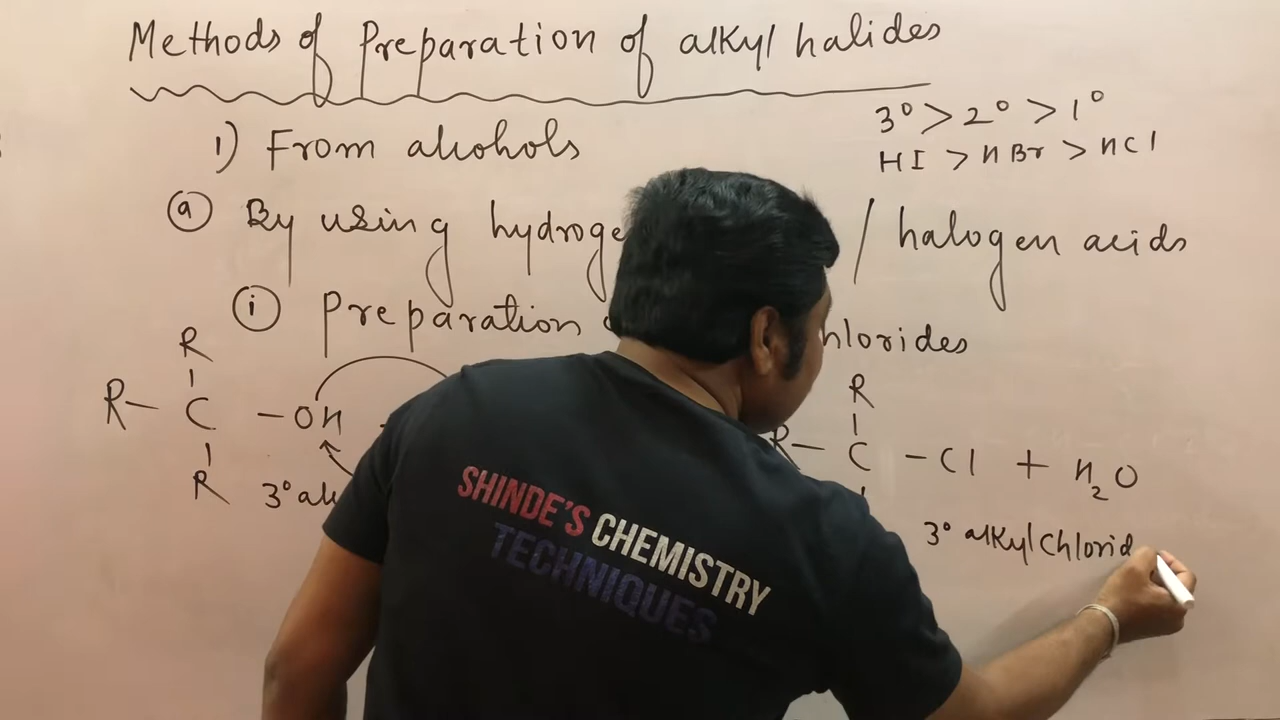 Methods of Preparation of alkyl halides
3° > 2° > 1°
HI > HBr > HCl
1) From alcohols
(a) By using hydroge / halogen acids
(i) Preparation hlorides
R R
R- C -OH R- C -Cl + H2O
R
3° alc 3° alkyl Chlorid
SHINDE'S CHEMISTRY
TECHNIQUES